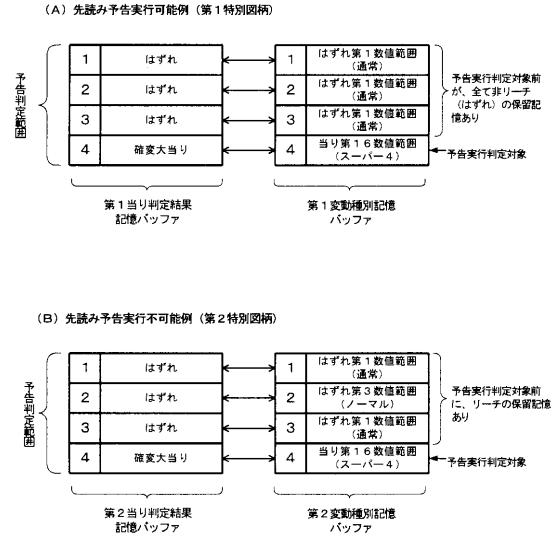 (A) 先読み予告実行可能例 (第1特別図柄)
予告判定範囲
1 はずれ
2 はずれ
3 はずれ
4 確変大当り
1 はずれ第1数値範囲
(通常)
2 はずれ第1数値範囲
(通常)
3 はずれ第1数値範囲
(通常)
4 当り第16数値範囲
(スーパー4)
予告実行判定対象前
が、全て非リーチ
(はずれ)の保留記
憶あり
予告実行判定対象
第1当り判定結果
記憶バッファ
第1変動種別記憶
バッファ
(B) 先読み予告実行不可能例 (第2特別図柄)
予告判定範囲
1 はずれ
2 はずれ
3 はずれ
4 確変大当り
1 はずれ第1数値範囲
(通常)
2 はずれ第3数値範囲
(ノーマル)
3 はずれ第1数値範囲
(通常)
4 当り第16数値範囲
(スーパー4)
予告実行判定対象前
に、リーチの保留記憶
あり
予告実行判定対象
第2当り判定結果
記憶バッファ
第2変動種別記憶
バッファ